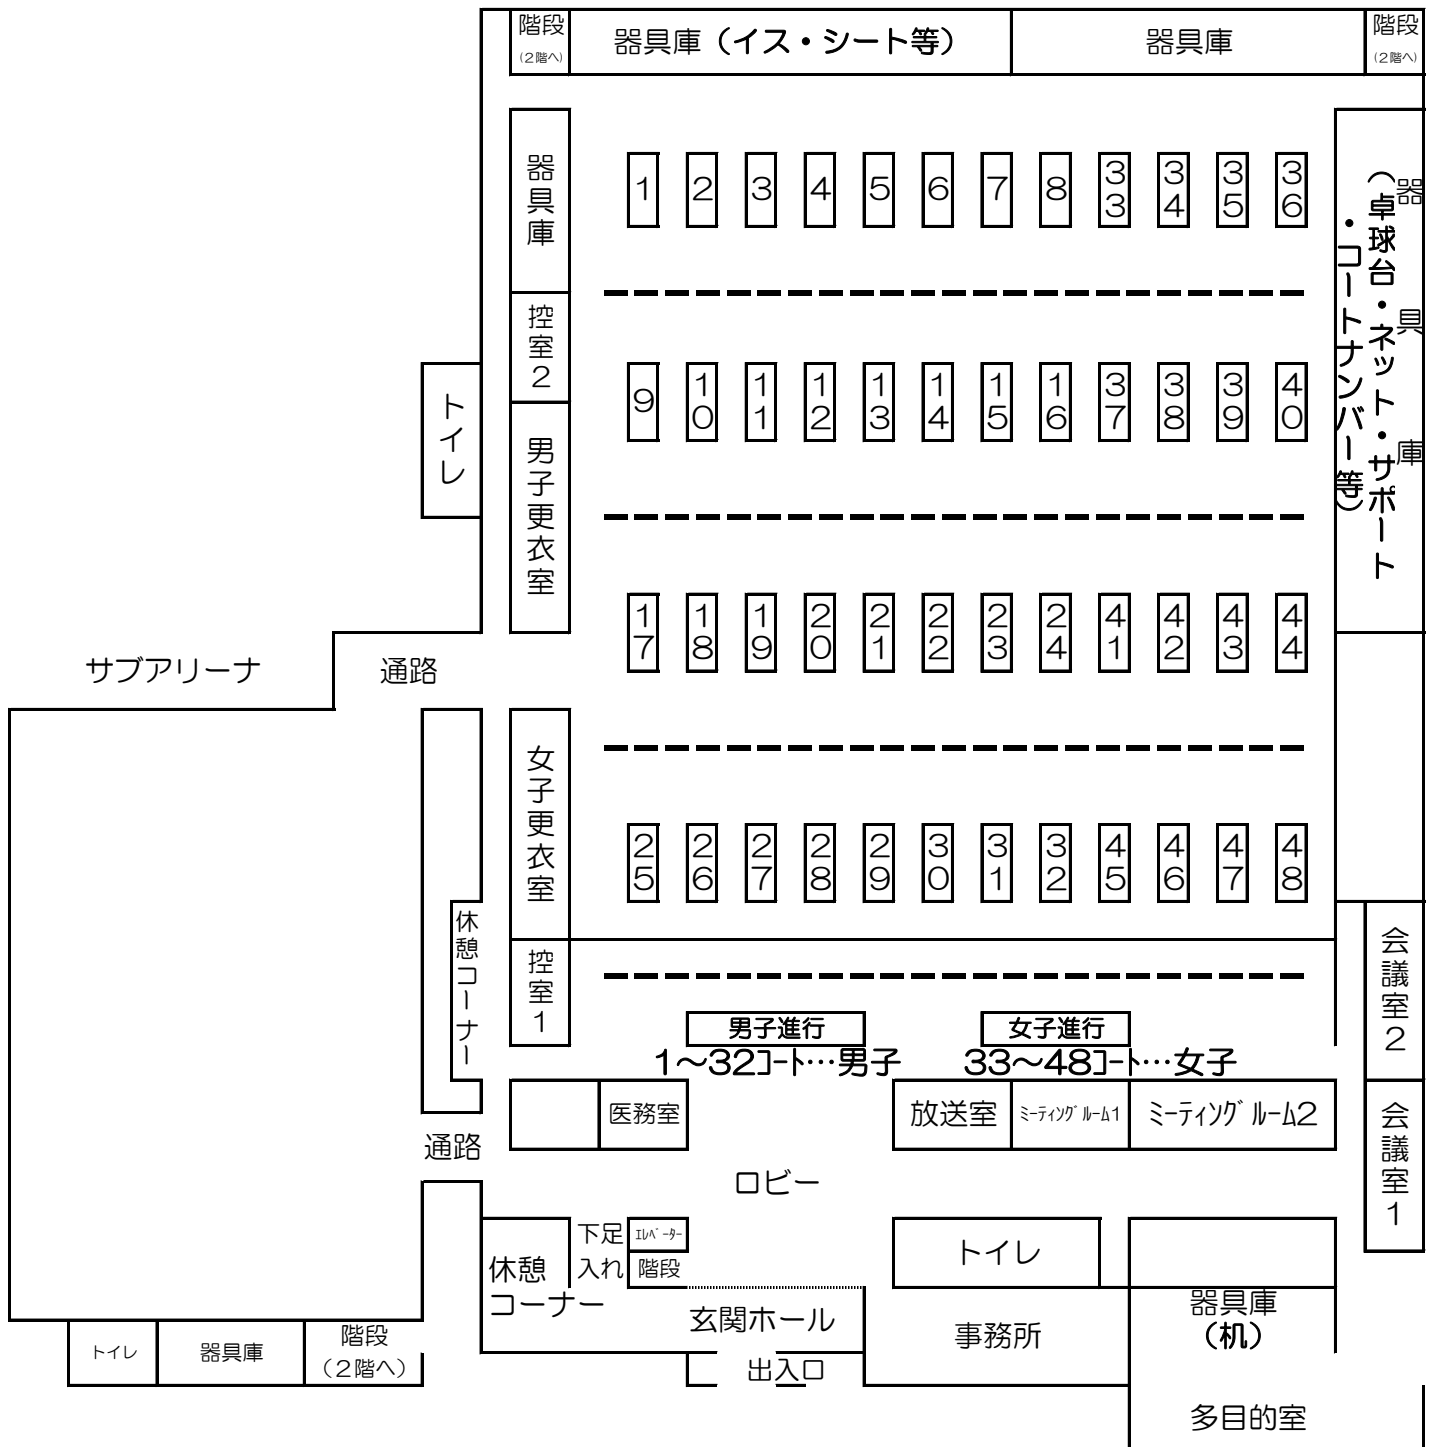 階段
(2階へ)
器具庫（イス・シート等）
器具庫
階段
(2階へ)
器具庫
1 2 3 4 5 6 7 8 33 34 35 36
器具庫
（卓球台・ネット・サポート
・コートナンバー等）
控室2
9 10 11 12 13 14 15 16 37 38 39 40
トイレ
男子更衣室
17 18 19 20 21 22 23 24 41 42 43 44
サブアリーナ
通路
女子更衣室
25 26 27 28 29 30 31 32 45 46 47 48
休憩コーナー
控室1
会議室2
男子進行
女子進行
1～32ｺｰﾄ…男子
33～48ｺｰﾄ…女子
医務室
放送室
ﾐｰﾃｨﾝｸﾞﾙｰﾑ1
ﾐｰﾃｨﾝｸﾞﾙｰﾑ2
会議室1
通路
ロビー
下足
入れ
ｴﾚﾍﾞｰﾀｰ
階段
トイレ
休憩
コーナー
玄関ホール
事務所
器具庫
（机）
トイレ
器具庫
階段
（2階へ）
出入口
多目的室